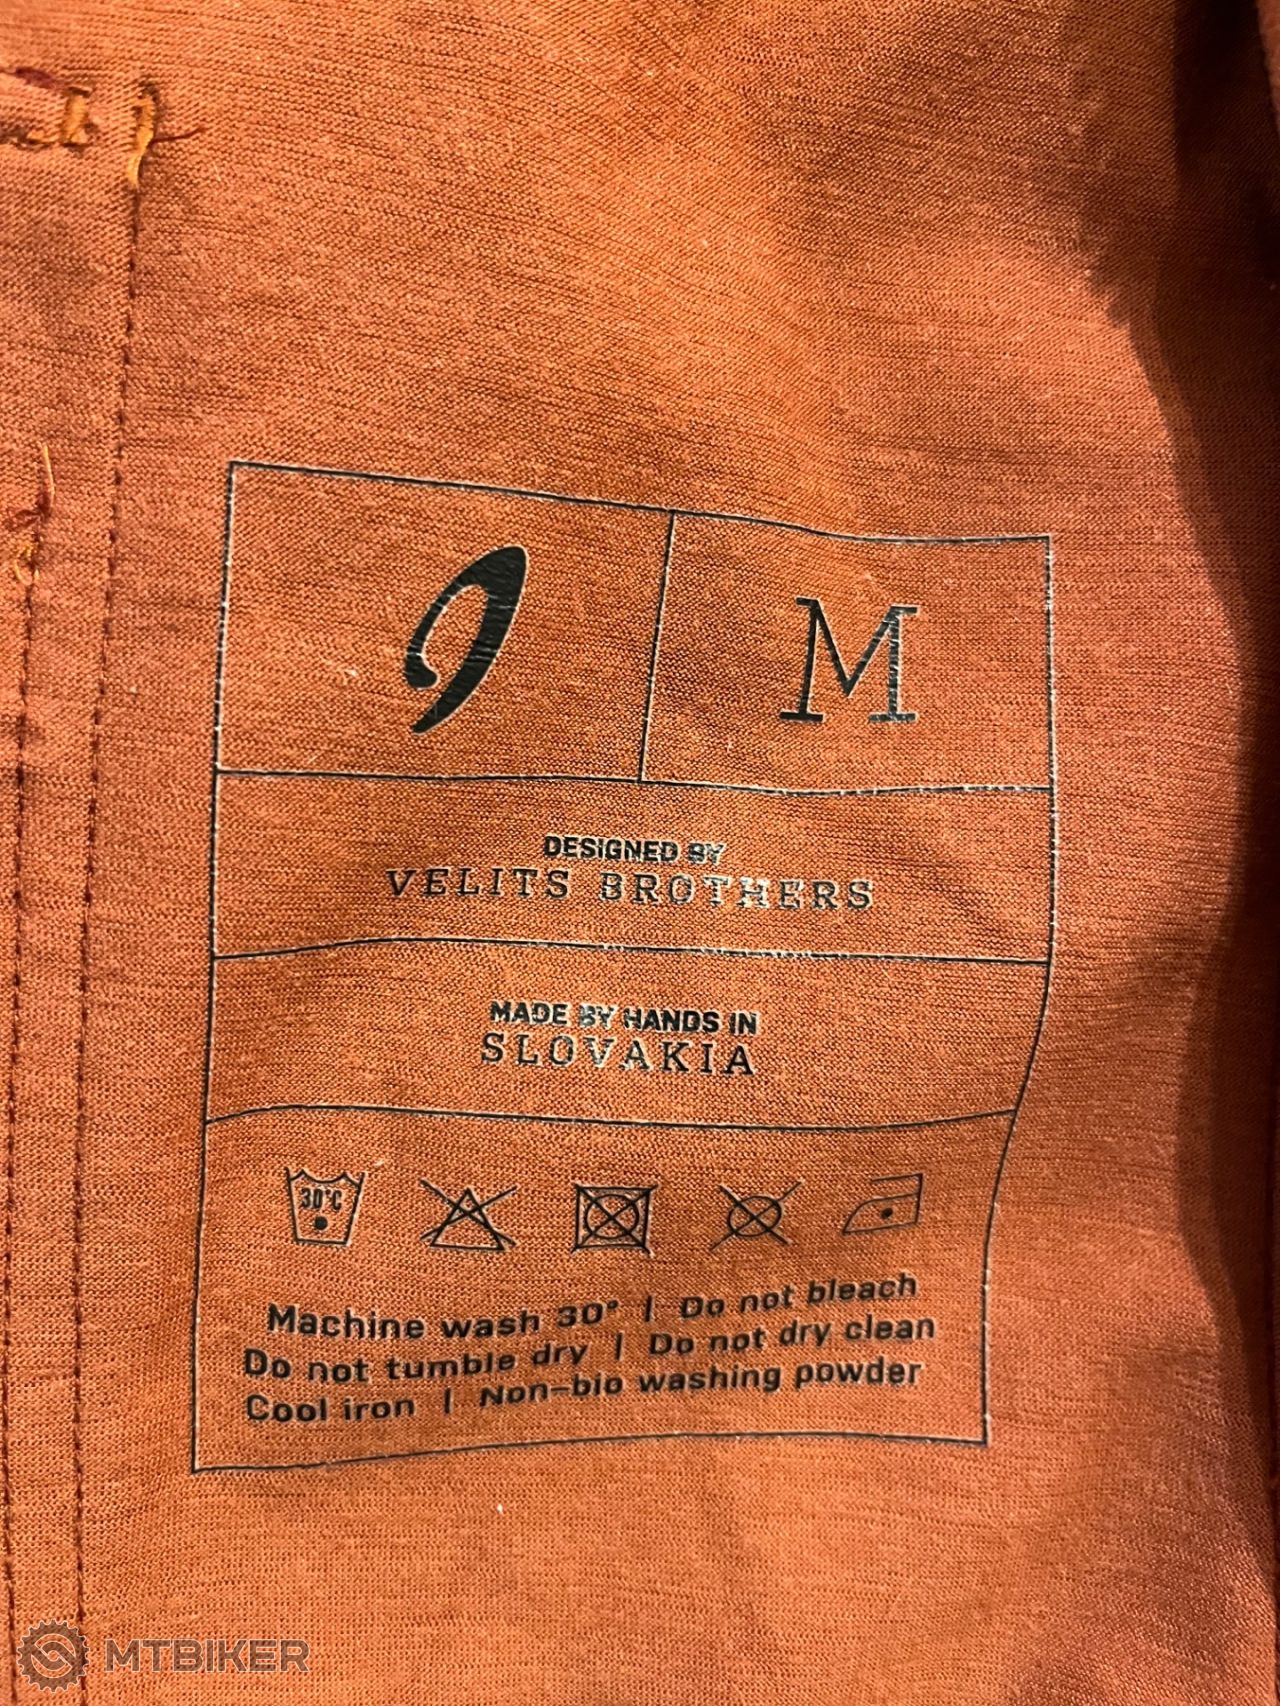 M
DESIGNED BY
VELITS BROTHERS
MADE BY HANDS IN
SLOVAKIA
30°C
Machine wash 30° | Do not bleach
Do not tumble dry | Do not dry clean
Cool iron | Non-bio washing powder
MTBIKER